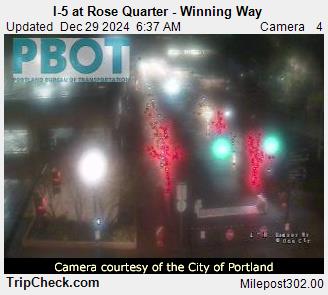 I-5 at Rose Quarter - Winning Way
Updated Dec 29 2024 6:37 AM Camera 4
PBOT
PORTLAND BUREAU OF TRANSPORTATION
Camera courtesy of the City of Portland
TripCheck.com Milepost302.00